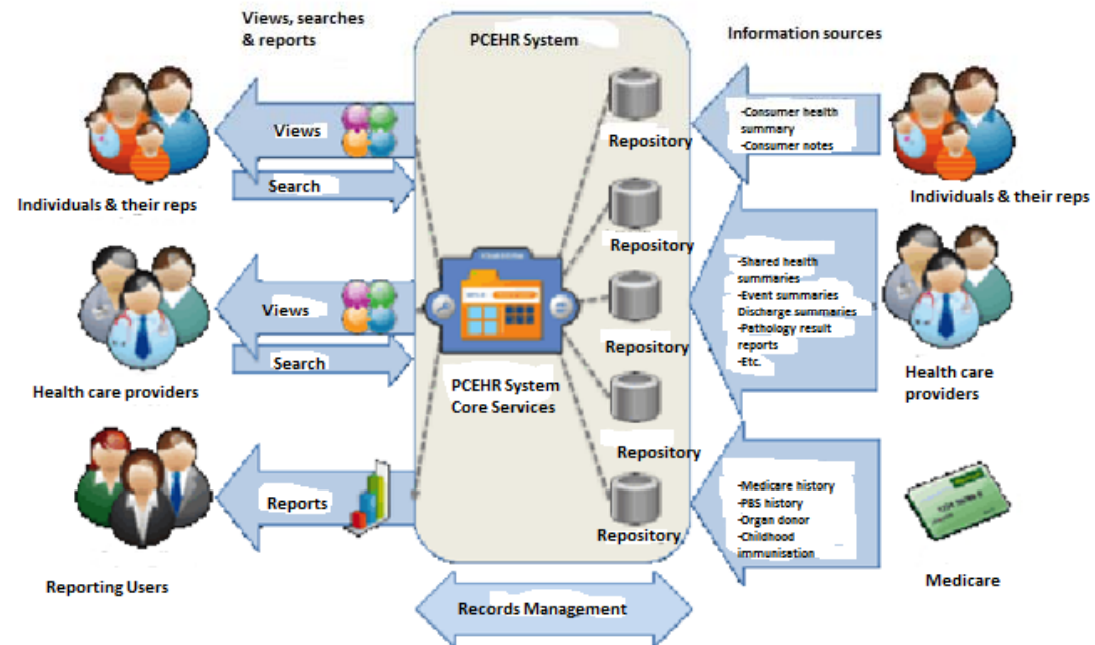 Views, searches
& reports
PCEHR System
Information sources
Views
Search
Individuals & their reps
Repository
-Consumer health
summary
-Consumer notes
Individuals & their reps
Repository
Views
Search
Health care providers
PCEHR System
Core Services
Repository
-Shared health
summaries
-Event summaries
Discharge summaries
-Pathology result
reports
-Etc.
Health care
providers
Repository
Reports
Reporting Users
Repository
-Medicare history
-PBS history
-Organ donor
-Childhood
immunisation
Medicare
Records Management